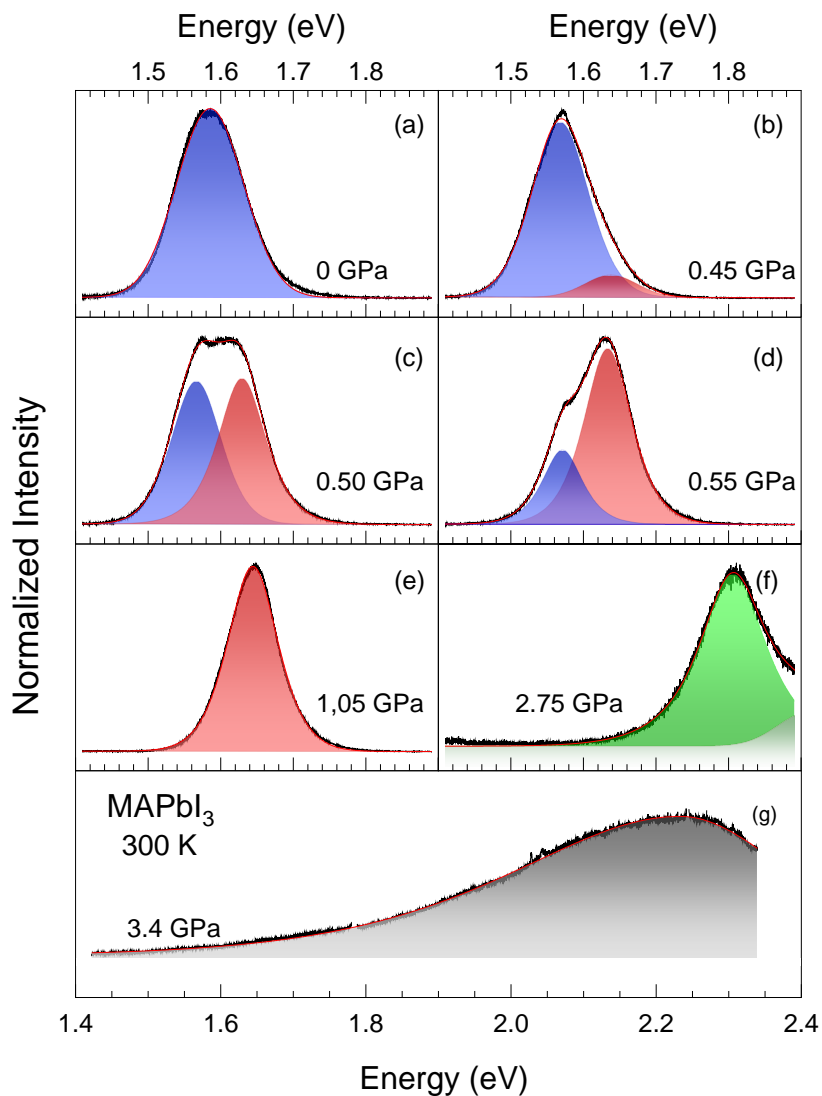 Energy (eV) Energy (eV)
1.5 1.6 1.7 1.8 1.5 1.6 1.7 1.8
(a) (b)
0 GPa 0.45 GPa
(c) (d)
0.50 GPa 0.55 GPa
(e) (f)
1,05 GPa 2.75 GPa
MAPbI₃ (g)
300 K
3.4 GPa
1.4 1.6 1.8 2.0 2.2 2.4
Energy (eV)
Normalized Intensity